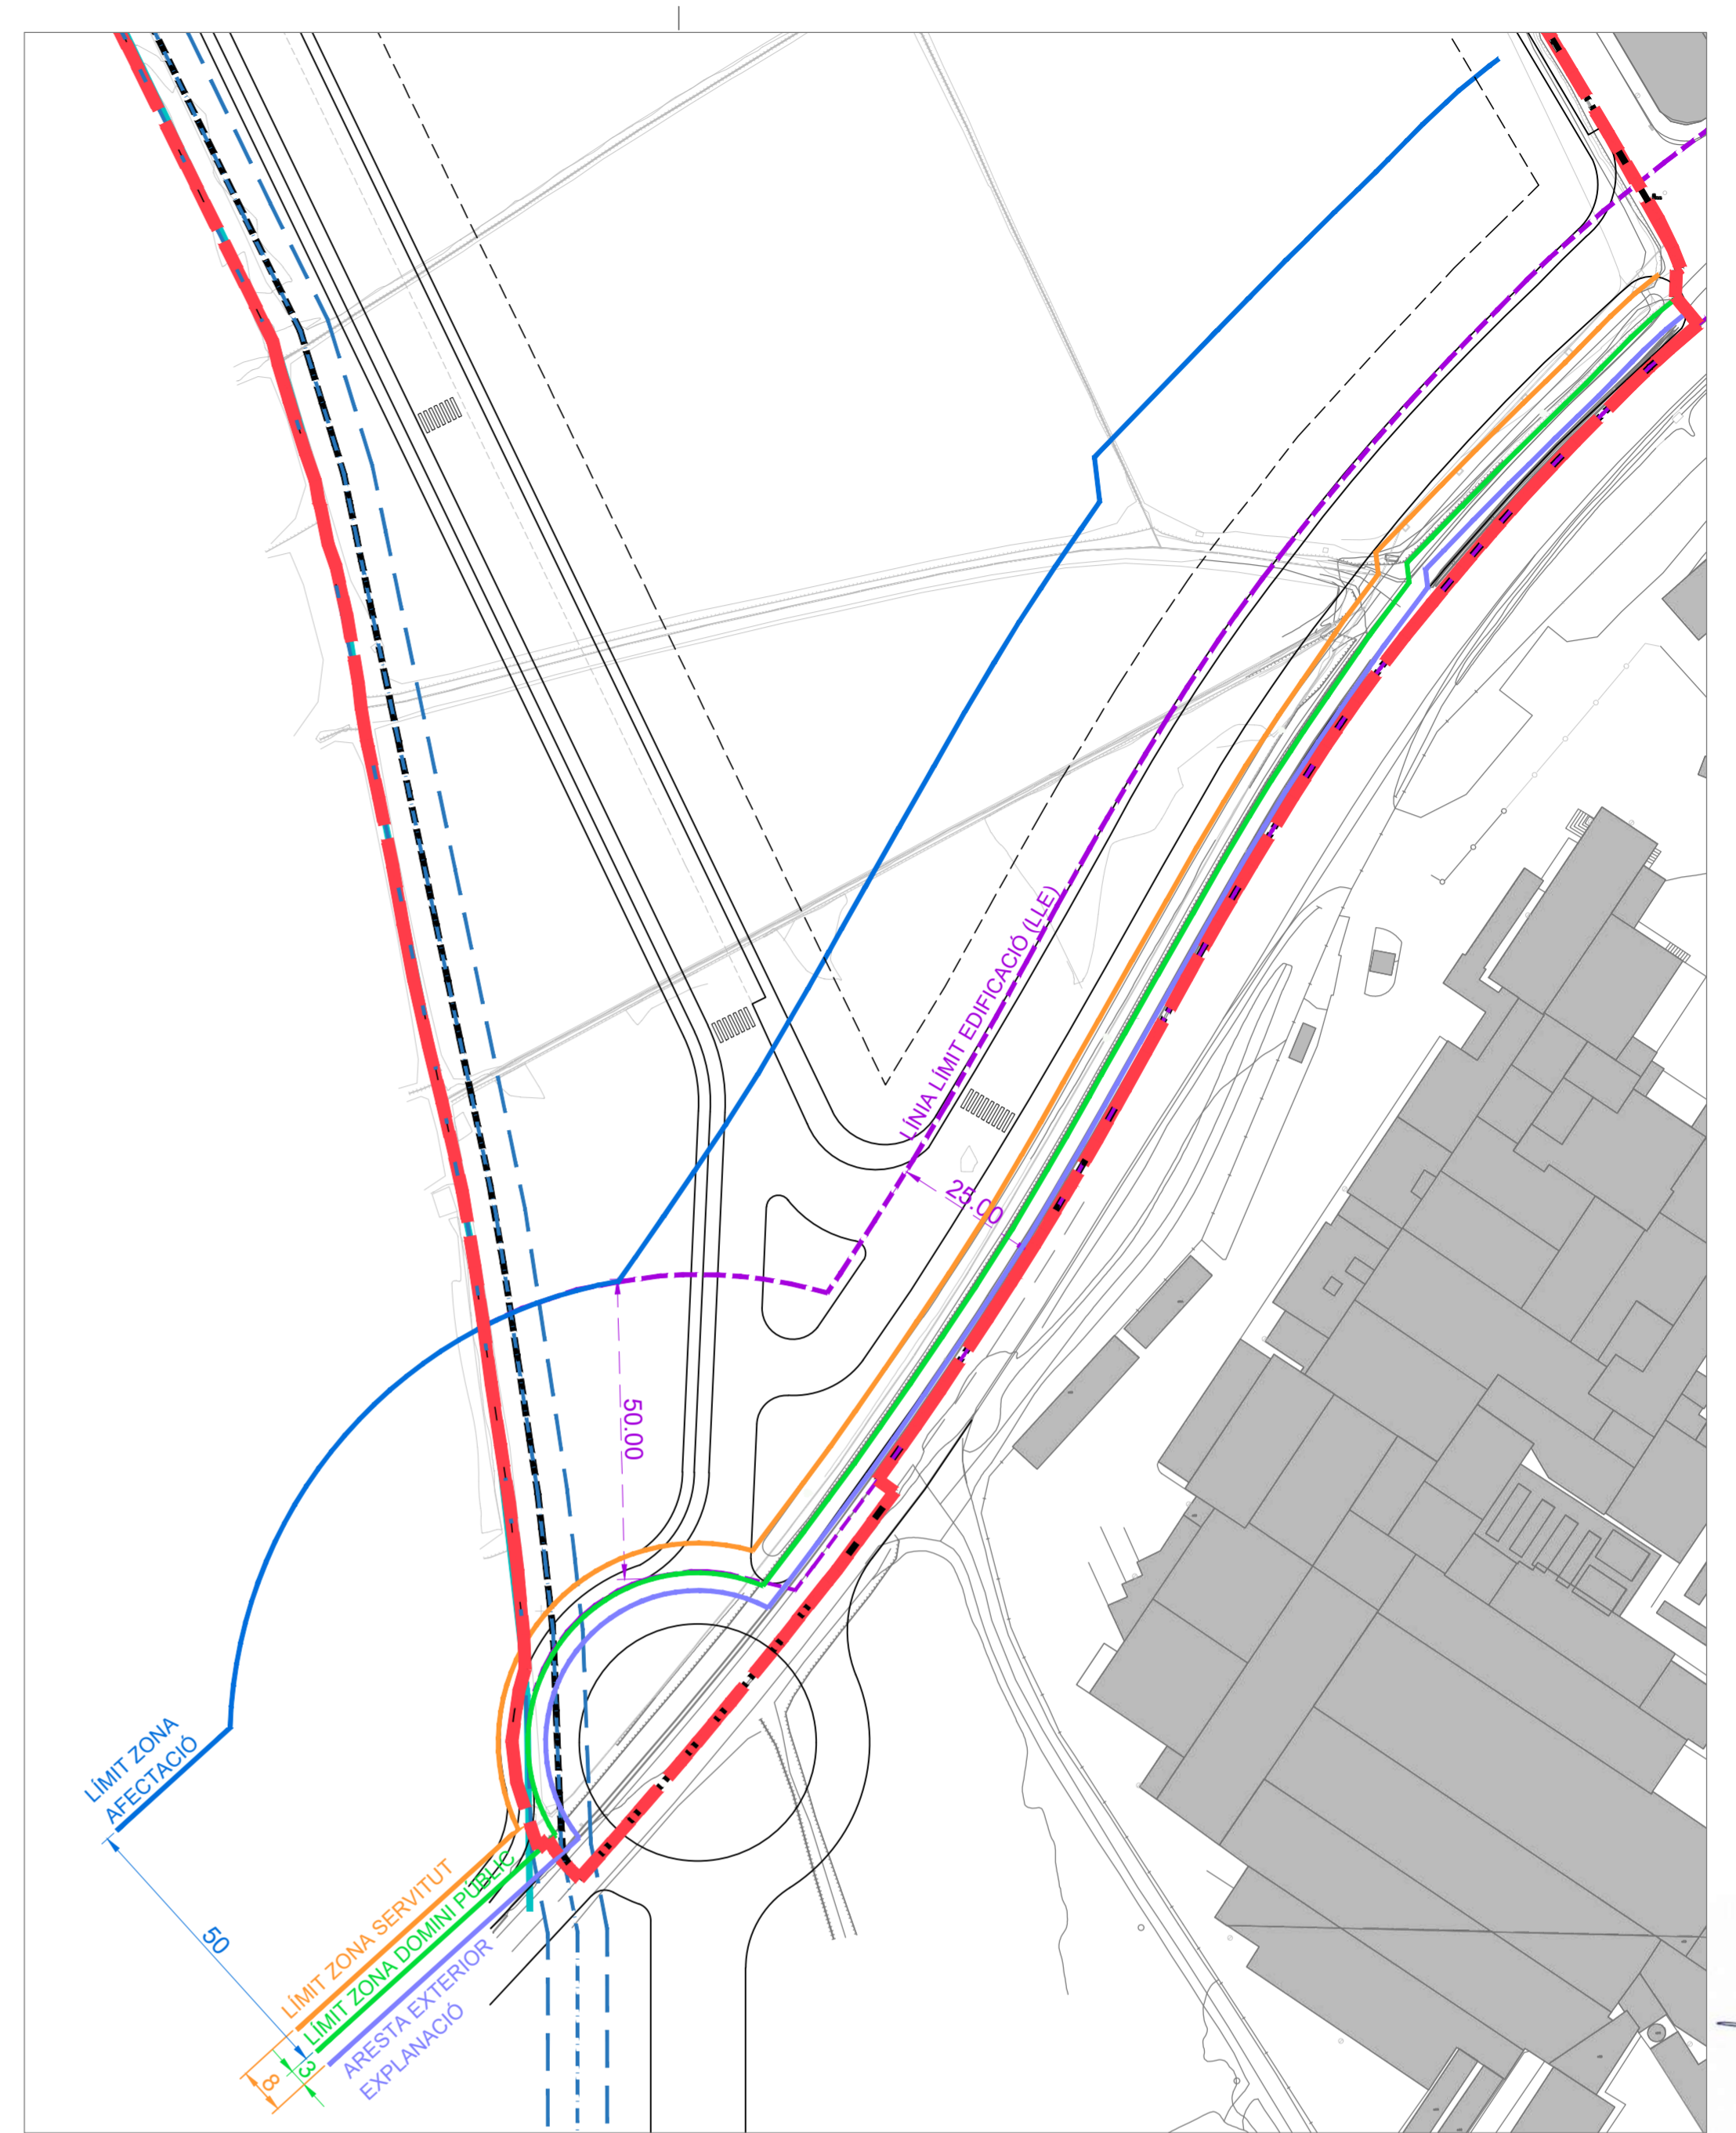 LÍNIA LÍMIT EDIFICACIÓ (LLE)
25.00
50.00
LÍMIT ZONA
AFECTACIÓ
50
LÍMIT ZONA SERVITUT
LÍMIT ZONA DOMINI PÚBLIC
ARESTA EXTERIOR
EXPLANACIÓ
3
8